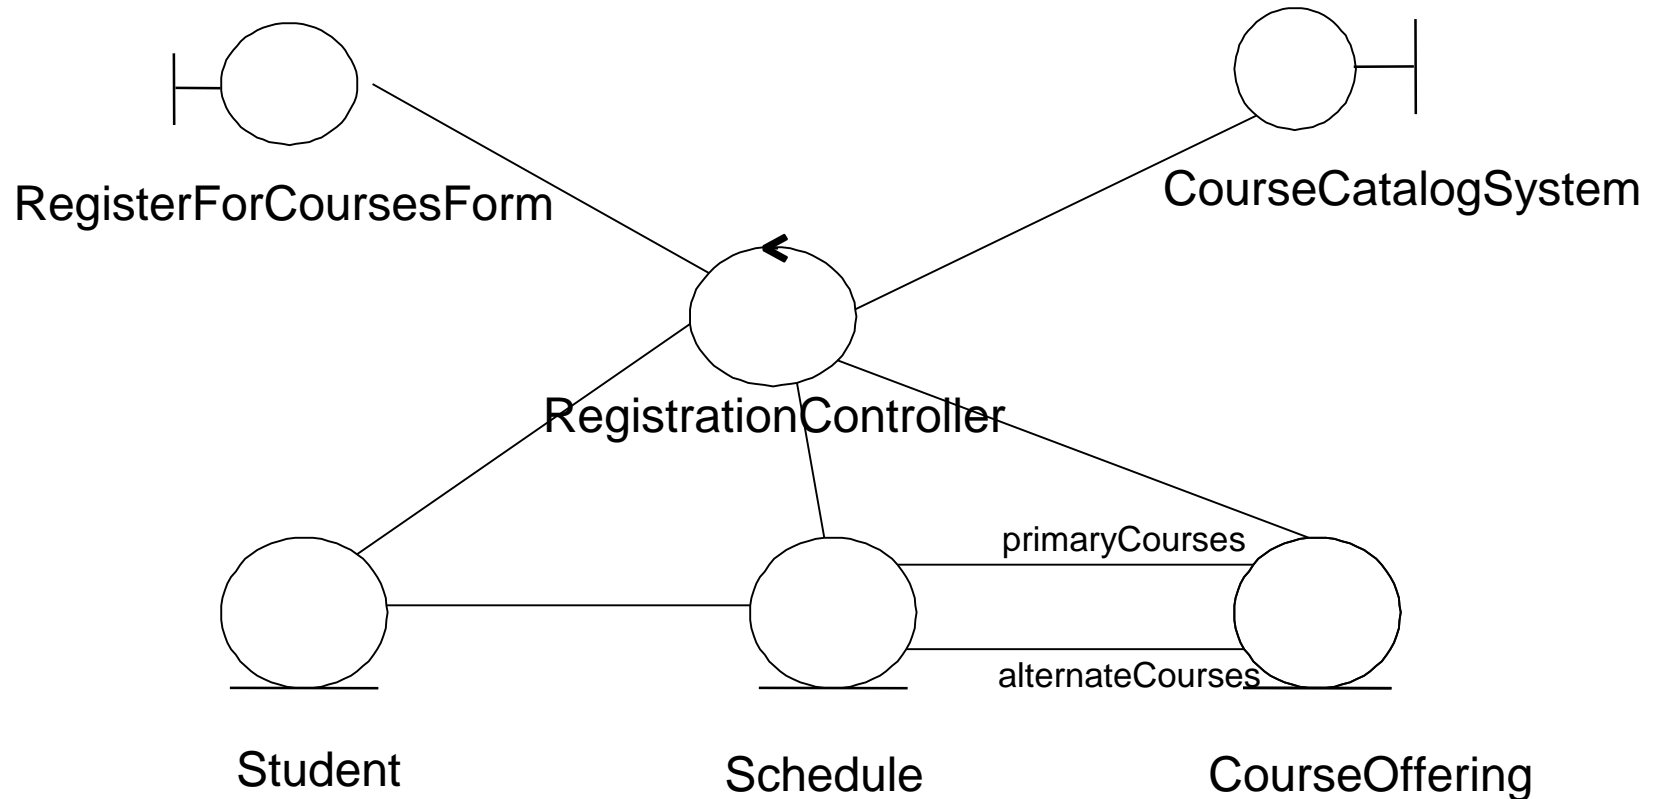 RegisterForCoursesForm
CourseCatalogSystem
RegistrationController
primaryCourses
alternateCourses
Student
Schedule
CourseOffering